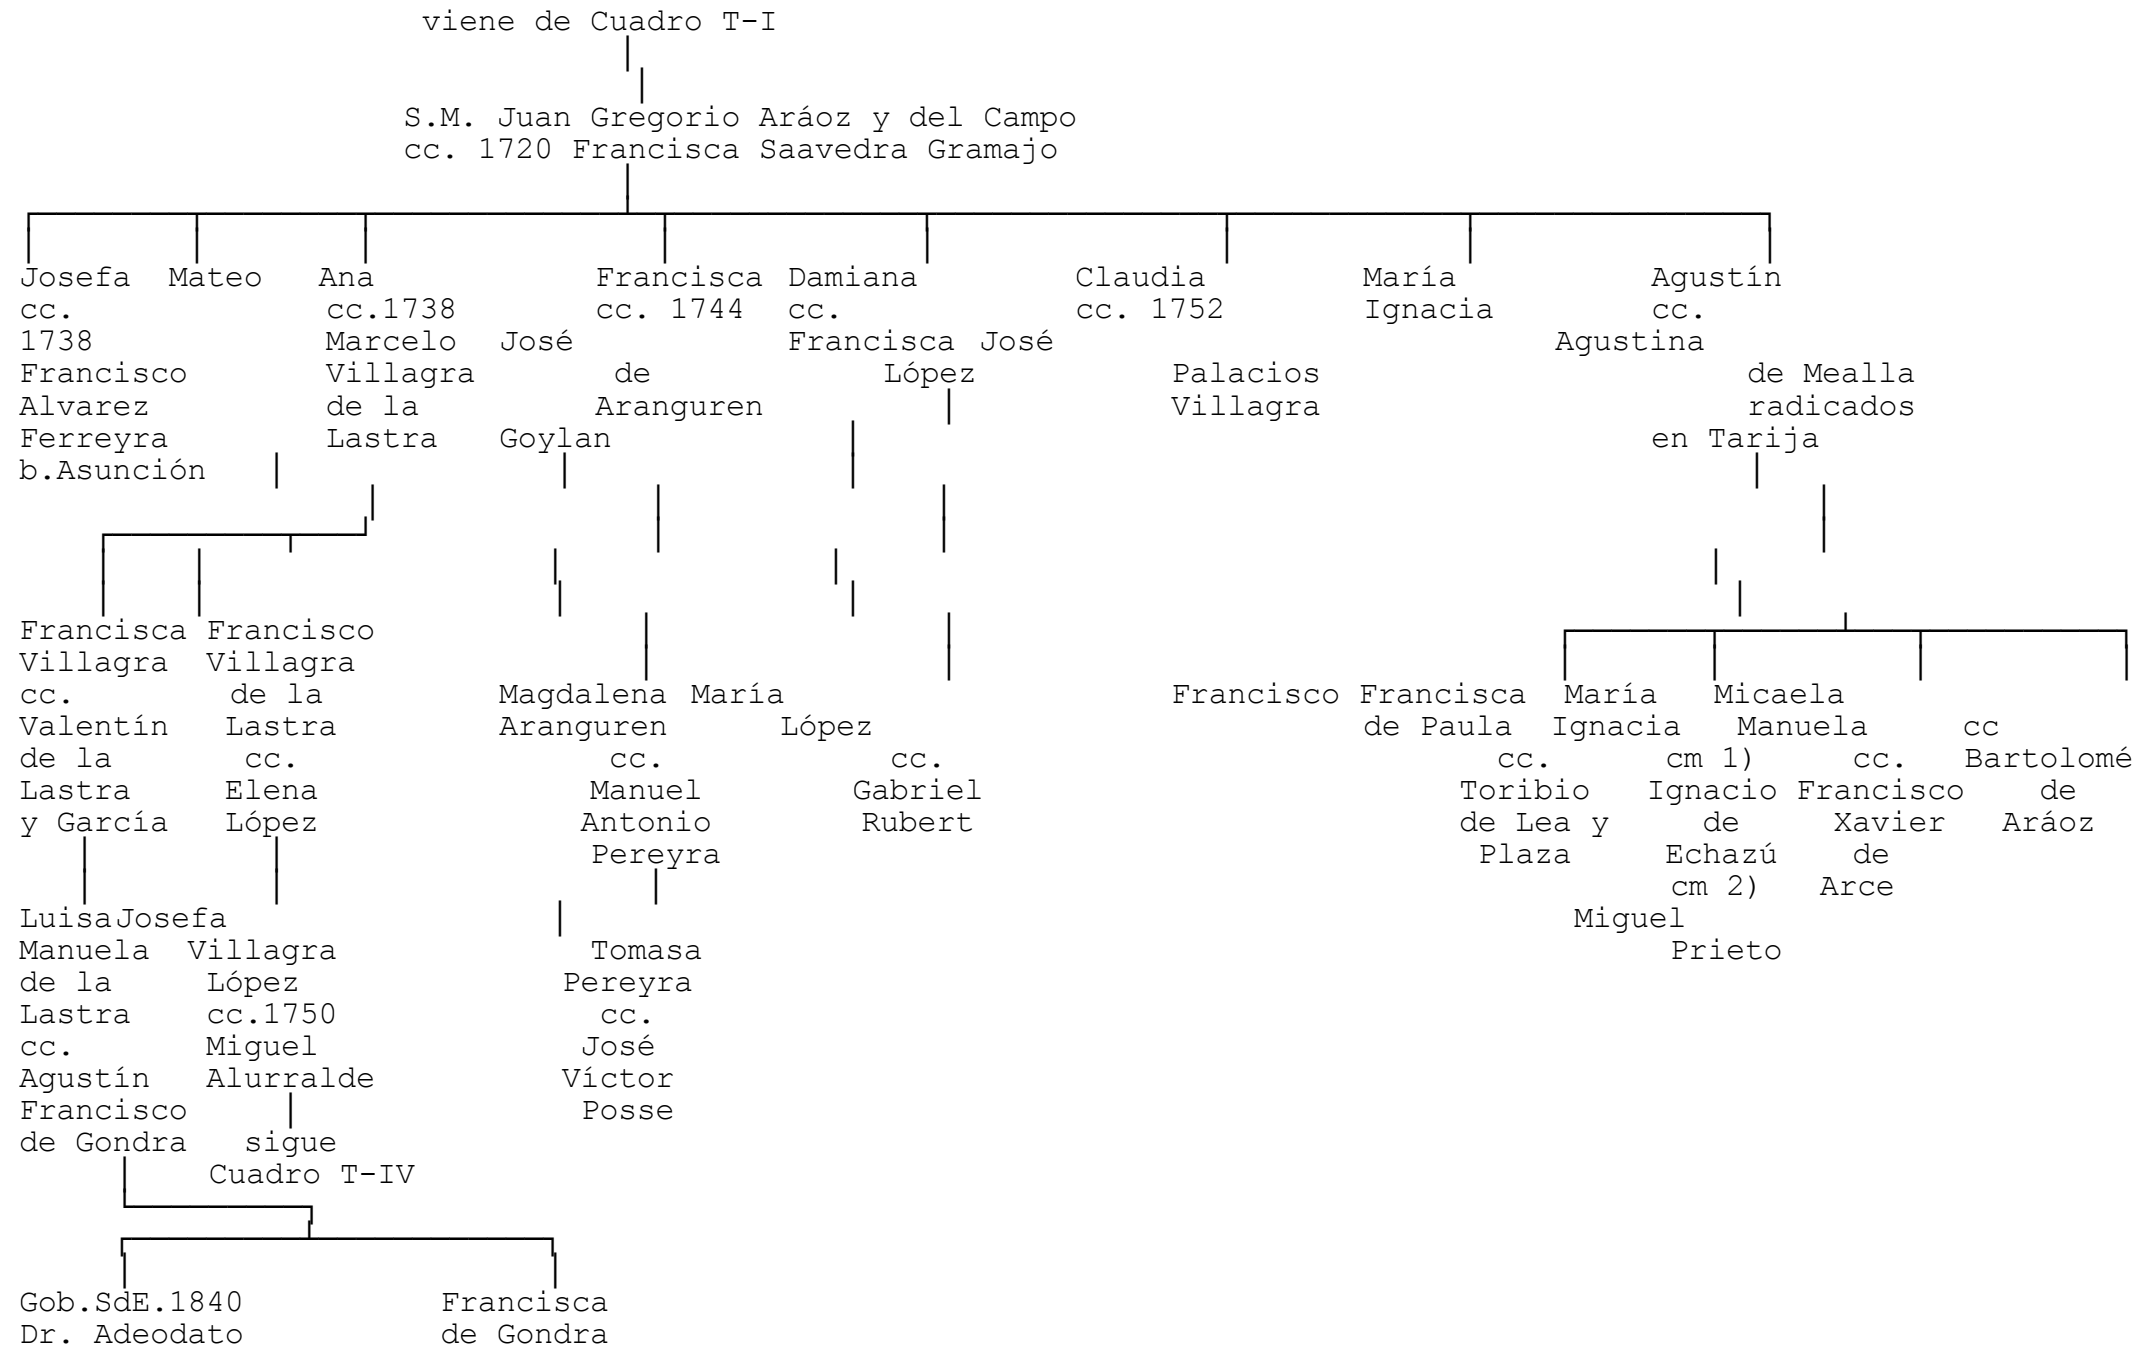 viene de Cuadro T-I
S.M. Juan Gregorio Aráoz y del Campo
cc. 1720 Francisca Saavedra Gramajo
Josefa Mateo Ana Francisca Damiana Claudia María Agustín
cc. cc.1738 cc. 1744 cc. cc. 1752 Ignacia cc.
1738 Marcelo José Francisca José Agustina
Francisco Villagra de López Palacios de Mealla
Alvarez de la Aranguren Villagra radicados
Ferreyra Lastra Goylan en Tarija
b.Asunción
Francisca Francisco
Villagra Villagra
cc. de la Magdalena María Francisco Francisca María Micaela
Valentín Lastra Aranguren López de Paula Ignacia Manuela cc
de la cc. cc. cc. cc. cm 1) cc. Bartolomé
Lastra Elena Manuel Gabriel Toribio Ignacio Francisco de
y García López Antonio Rubert de Lea y de Xavier Aráoz
Pereyra Plaza Echazú de
cm 2) Arce
LuisaJosefa Miguel
Manuela Villagra Tomasa Prieto
de la López Pereyra
Lastra cc.1750 cc.
cc. Miguel José
Agustín Alurralde Víctor
Francisco Posse
de Gondra sigue
Cuadro T-IV
Gob.SdE.1840 Francisca
Dr. Adeodato de Gondra